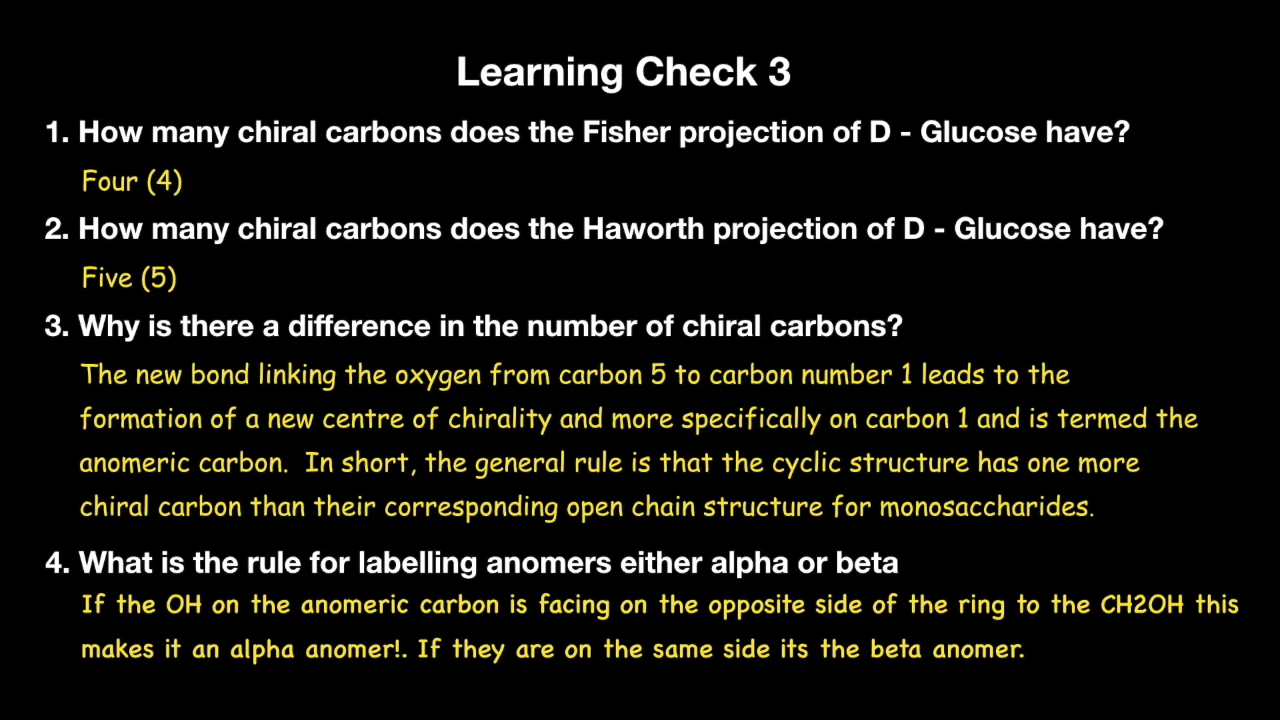 Learning Check 3
1. How many chiral carbons does the Fisher projection of D - Glucose have?
Four (4)
2. How many chiral carbons does the Haworth projection of D - Glucose have?
Five (5)
3. Why is there a difference in the number of chiral carbons?
The new bond linking the oxygen from carbon 5 to carbon number 1 leads to the
formation of a new centre of chirality and more specifically on carbon 1 and is termed the
anomeric carbon. In short, the general rule is that the cyclic structure has one more
chiral carbon than their corresponding open chain structure for monosaccharides.
4. What is the rule for labelling anomers either alpha or beta
If the OH on the anomeric carbon is facing on the opposite side of the ring to the CH2OH this
makes it an alpha anomer!. If they are on the same side its the beta anomer.